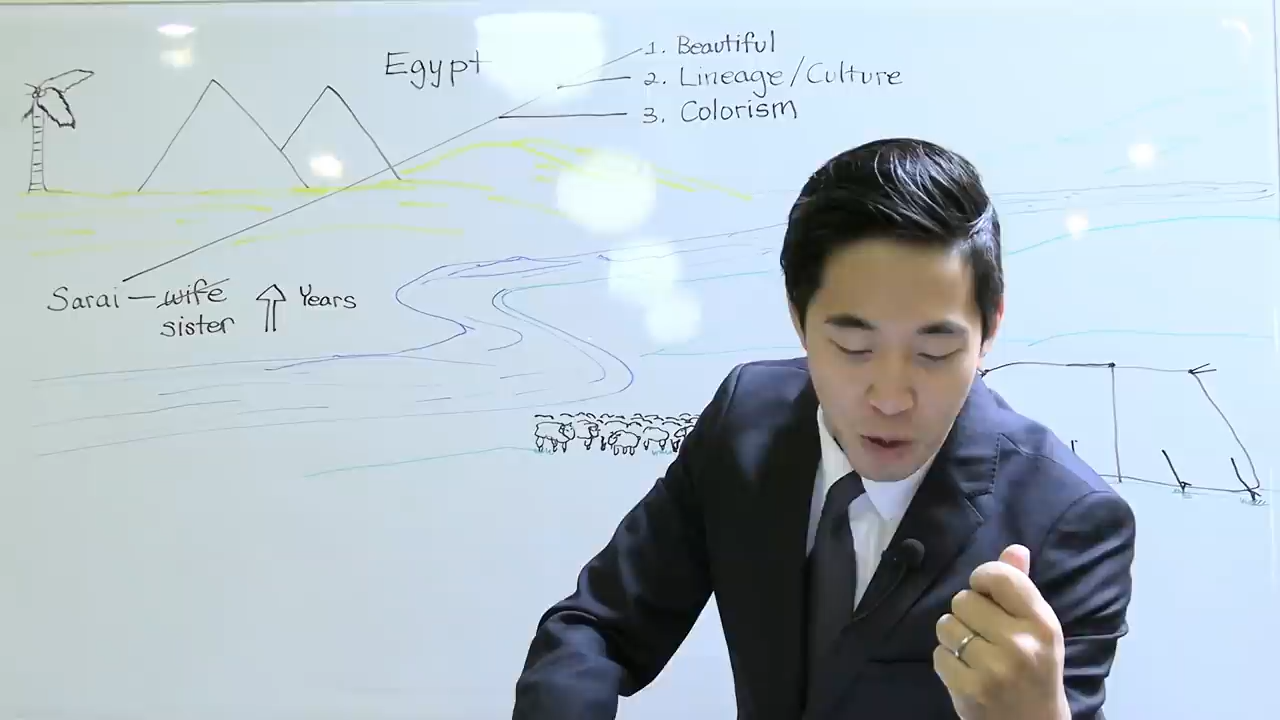 Egypt
1. Beautiful
2. Lineage/Culture
3. Colorism
Sarai – wife Years
sister